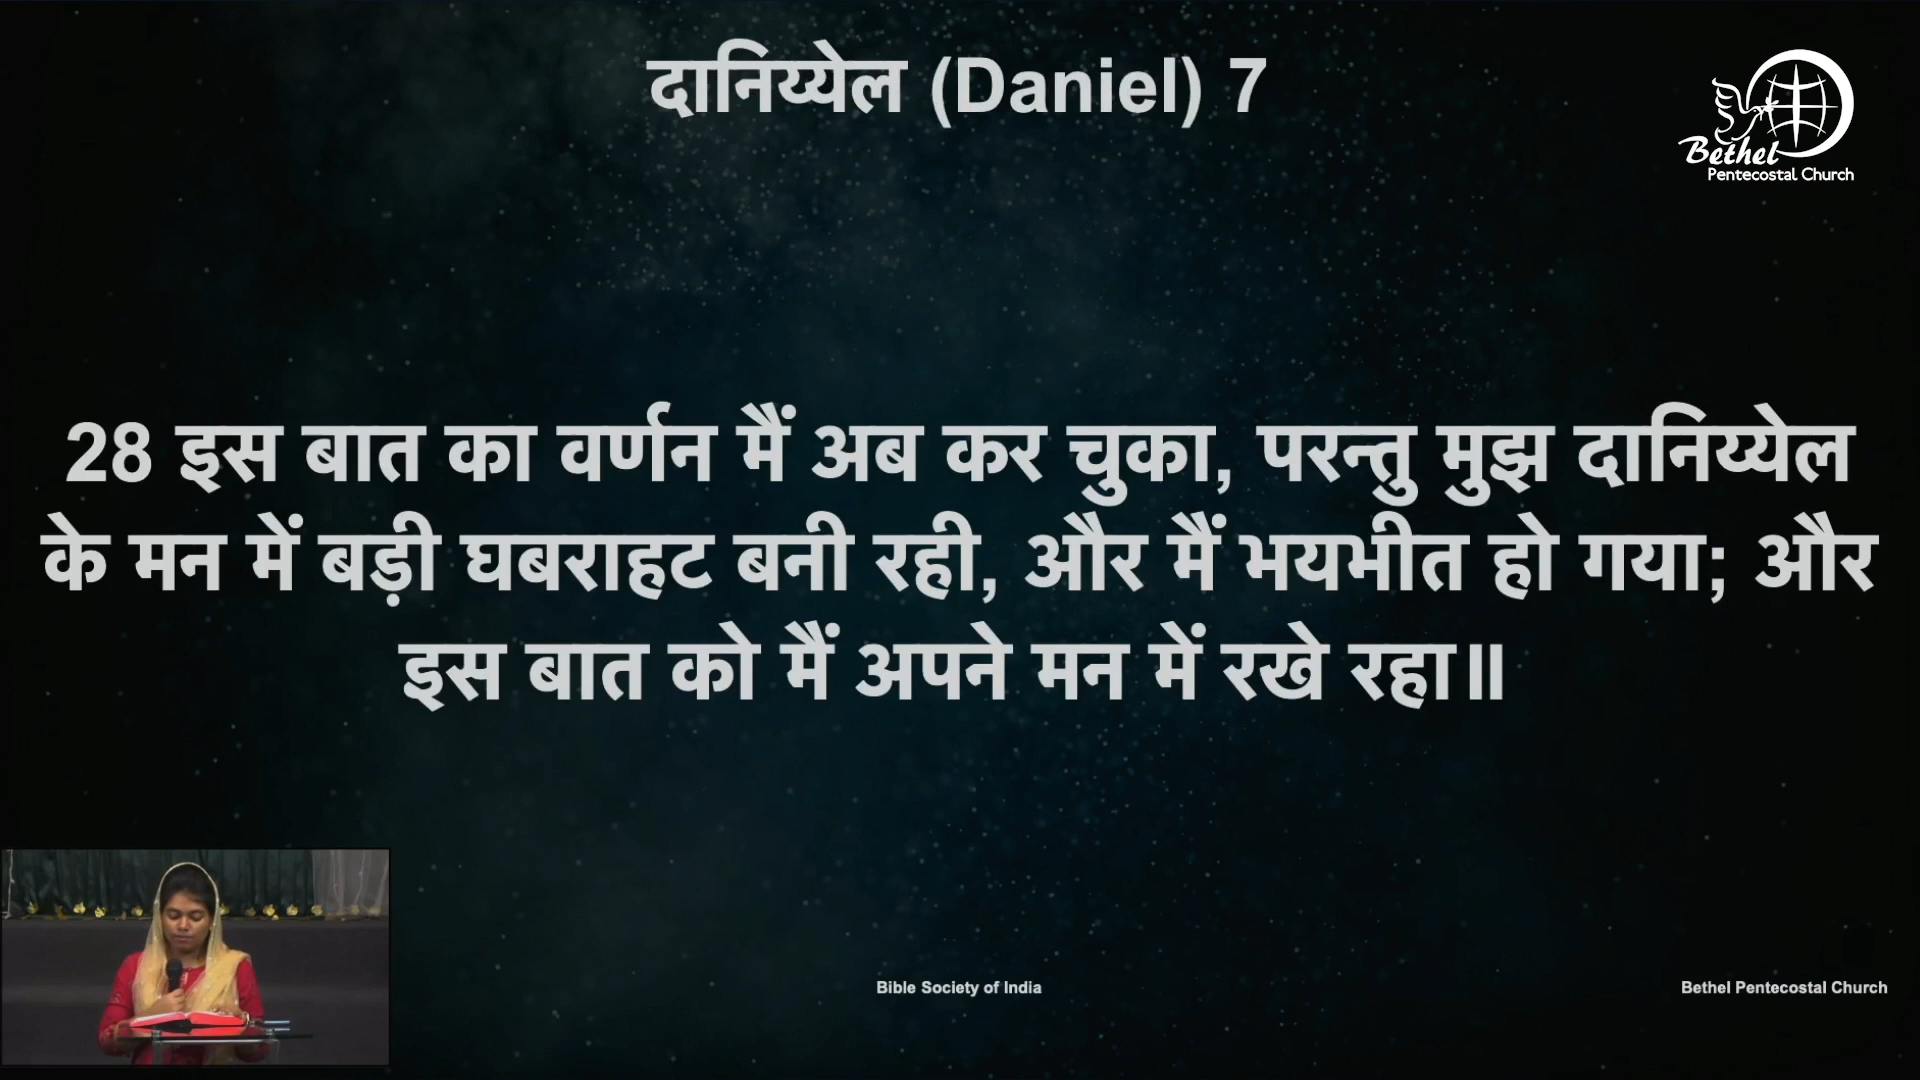 दानिय्येल (Daniel) 7
Bethel
Pentecostal Church
28 इस बात का वर्णन मैं अब कर चुका, परन्तु मुझ दानिय्येल
के मन में बड़ी घबराहट बनी रही, और मैं भयभीत हो गया; और
इस बात को मैं अपने मन में रखे रहा॥
Bible Society of India
Bethel Pentecostal Church